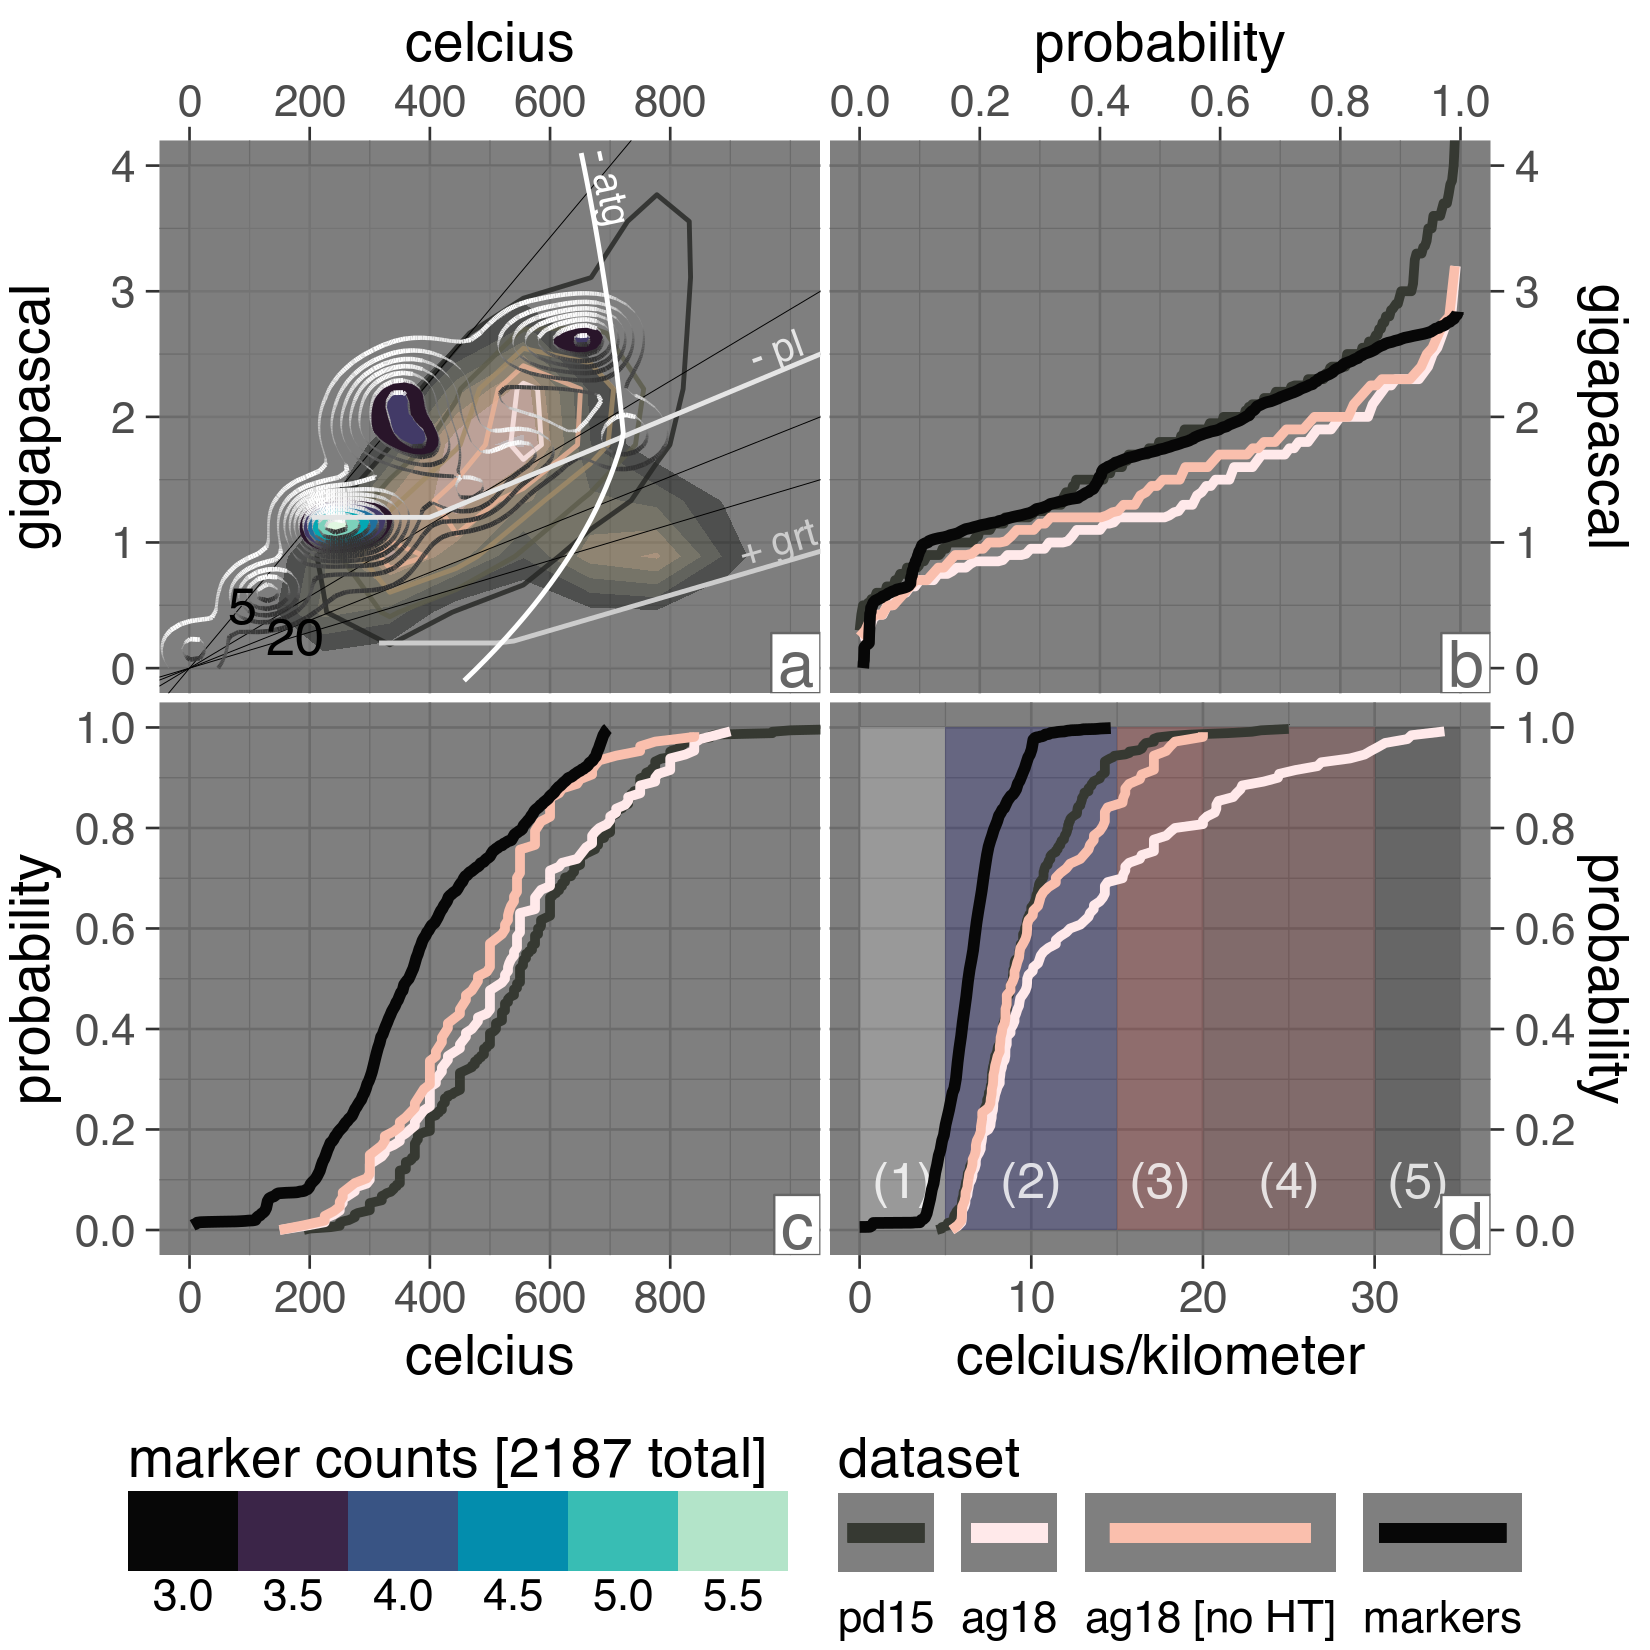 celcius
probability
0 200 400 600 800
0.0 0.2 0.4 0.6 0.8 1.0
gigapascal
4
3
2
1
0
- atg
- pl
+ grt
5
20
a
b
4
3
2
1
0
gigapascal
probability
1.0
0.8
0.6
0.4
0.2
0.0
c
(1) (2) (3) (4) (5)
d
1.0
0.8
0.6
0.4
0.2
0.0
probability
0 200 400 600 800
0 10 20 30
celcius
celcius/kilometer
marker counts [2187 total]
3.0 3.5 4.0 4.5 5.0 5.5
dataset
pd15 ag18 ag18 [no HT] markers